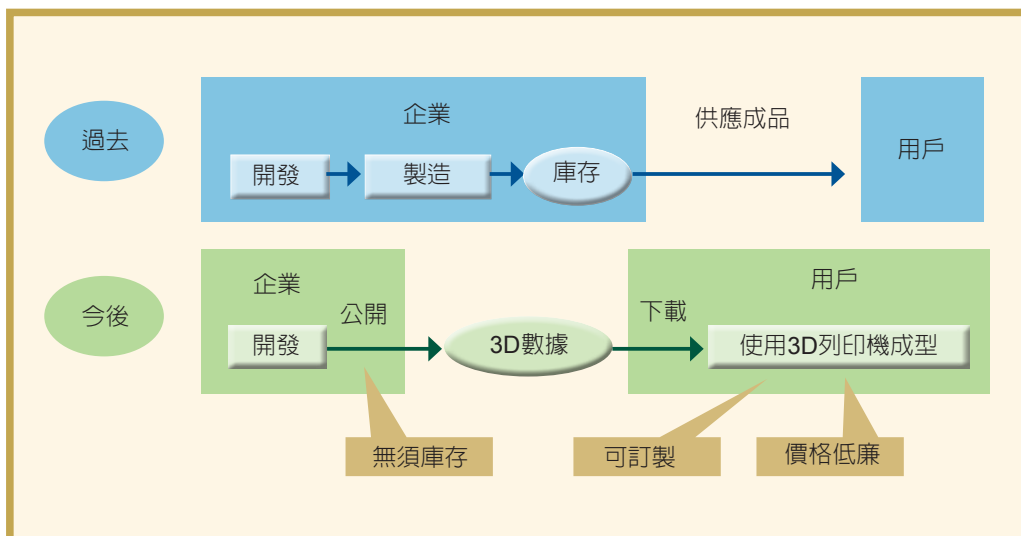 過去
企業
開發
製造
庫存
供應成品
用戶
今後
企業
開發
公開
3D數據
下載
用戶
使用3D列印機成型
無須庫存
可訂製
價格低廉